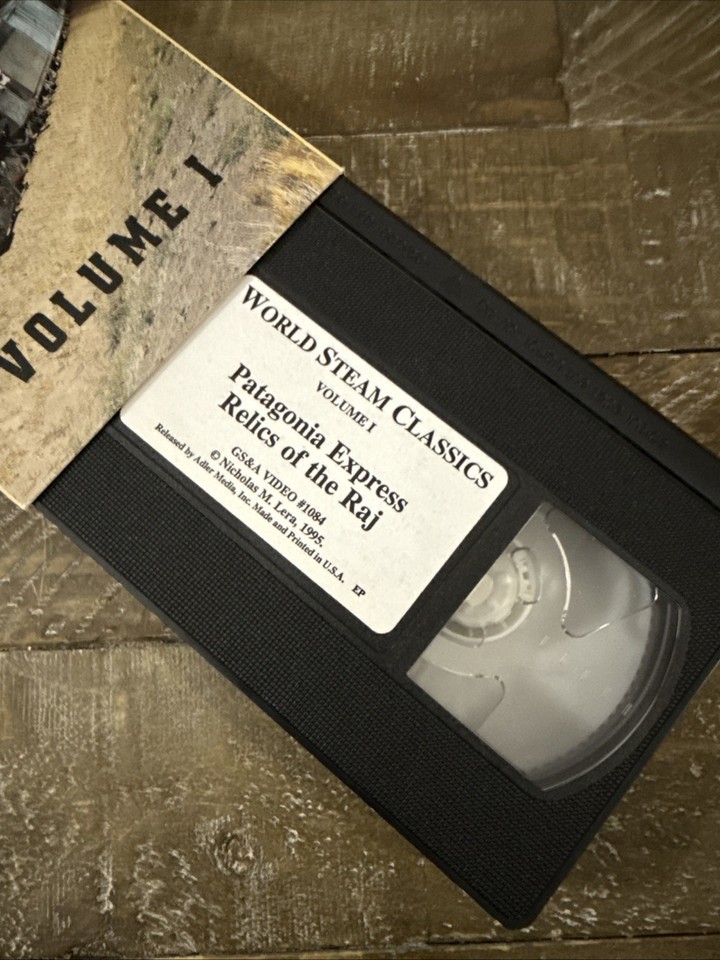 VOLUME I
WORLD STEAM CLASSICS
VOLUME I
Patagonia Express
Relics of the Raj
GS&A VIDEO #1084
© Nicholas M. Lera, 1995.
Released by Adler Media, Inc. Made and Printed in U.S.A. EP